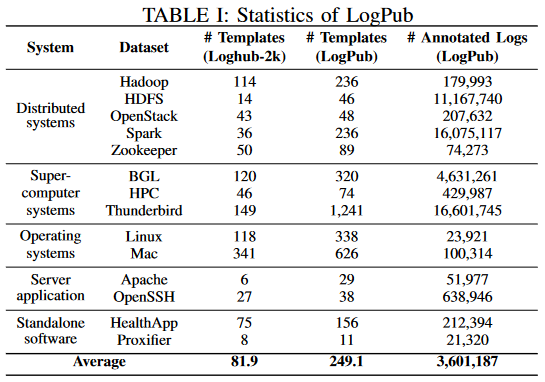 TABLE I: Statistics of LogPub
System Dataset # Templates (Loghub-2k) # Templates (LogPub) # Annotated Logs (LogPub)
Distributed systems
Hadoop 114 236 179,993
HDFS 14 46 11,167,740
OpenStack 43 48 207,632
Spark 36 236 16,075,117
Zookeeper 50 89 74,273
Super-computer systems
BGL 120 320 4,631,261
HPC 46 74 429,987
Thunderbird 149 1,241 16,601,745
Operating systems
Linux 118 338 23,921
Mac 341 626 100,314
Server application
Apache 6 29 51,977
OpenSSH 27 38 638,946
Standalone software
HealthApp 75 156 212,394
Proxifier 8 11 21,320
Average 81.9 249.1 3,601,187